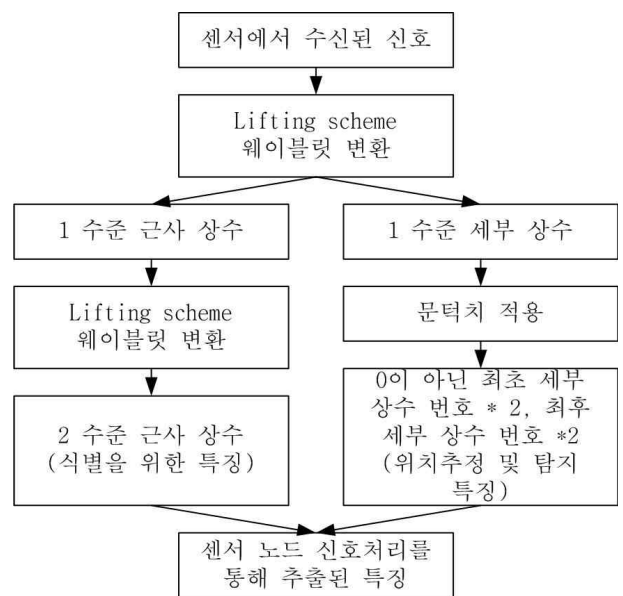 센서에서 수신된 신호
Lifting scheme
웨이블릿 변환
1 수준 근사 상수
1 수준 세부 상수
Lifting scheme
웨이블릿 변환
문턱치 적용
2 수준 근사 상수
(식별을 위한 특징)
0이 아닌 최초 세부
상수 번호 * 2, 최후
세부 상수 번호 *2
(위치추정 및 탐지
특징)
센서 노드 신호처리를
통해 추출된 특징